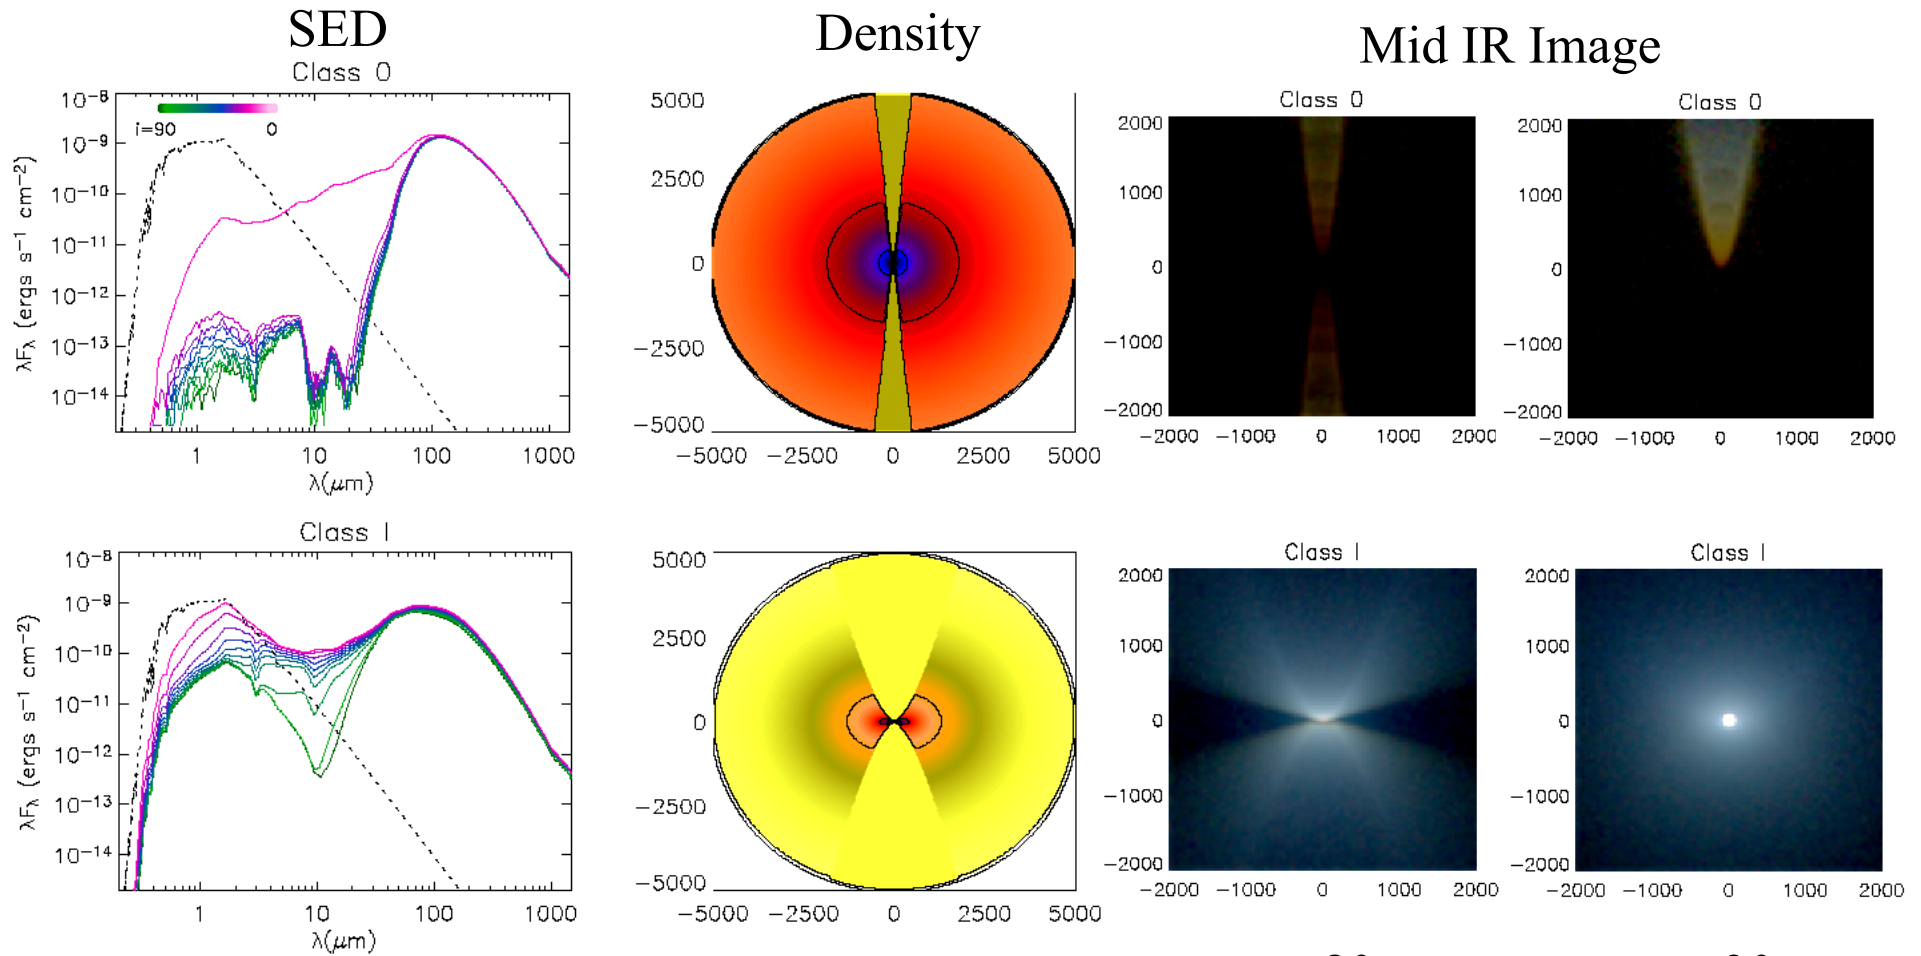 SED
Density
Mid IR Image
Class 0
10⁻⁸
10⁻⁹
10⁻¹⁰
10⁻¹¹
10⁻¹²
10⁻¹³
10⁻¹⁴
i=90 0
λFλ (ergs s⁻¹ cm⁻²)
1 10 100 1000
λ(μm)
5000
2500
0
−2500
−5000
−5000 −2500 0 2500 5000
Class 0
2000
1000
0
−1000
−2000
−2000 −1000 0 1000 2000
Class 0
2000
1000
0
−1000
−2000
−2000 −1000 0 1000 2000
Class I
10⁻⁸
10⁻⁹
10⁻¹⁰
10⁻¹¹
10⁻¹²
10⁻¹³
10⁻¹⁴
λFλ (ergs s⁻¹ cm⁻²)
1 10 100 1000
λ(μm)
5000
2500
0
−2500
−5000
−5000 −2500 0 2500 5000
Class I
2000
1000
0
−1000
−2000
−2000 −1000 0 1000 2000
Class I
2000
1000
0
−1000
−2000
−2000 −1000 0 1000 2000